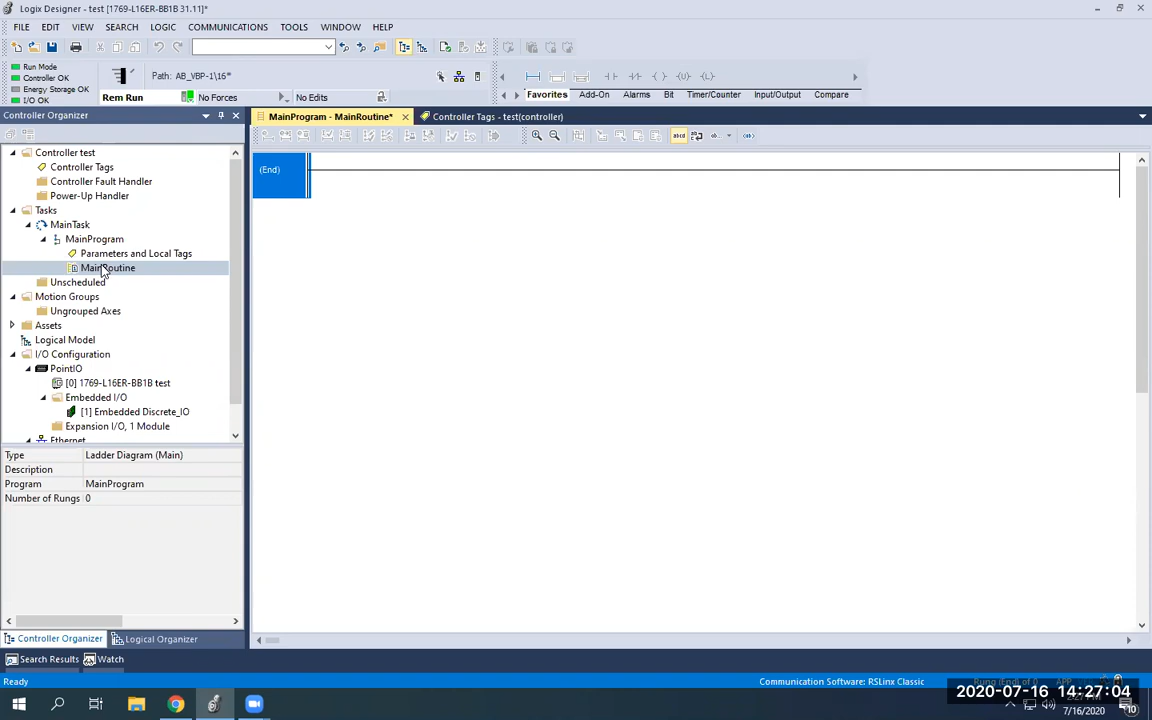 Logix Designer - test [1769-L16ER-BB1B 31.11]*
FILE EDIT VIEW SEARCH LOGIC COMMUNICATIONS TOOLS WINDOW HELP
Run Mode
Controller OK
Energy Storage OK
I/O OK
Path: AB_VBP-1\16*
Rem Run
No Forces
No Edits
Favorites Add-On Alarms Bit Timer/Counter Input/Output Compare
Controller Organizer
Controller test
Controller Tags
Controller Fault Handler
Power-Up Handler
Tasks
MainTask
MainProgram
Parameters and Local Tags
MainRoutine
Unscheduled
Motion Groups
Ungrouped Axes
Assets
Logical Model
I/O Configuration
PointIO
[0] 1769-L16ER-BB1B test
Embedded I/O
[1] Embedded Discrete_IO
Expansion I/O, 1 Module
Ethernet
Type Ladder Diagram (Main)
Description
Program MainProgram
Number of Rungs 0
Controller Organizer Logical Organizer
MainProgram - MainRoutine*
Controller Tags - test(controller)
(End)
Search Results Watch
Ready
Communication Software: RSLinx Classic
2020-07-16 14:27:04
7/16/2020